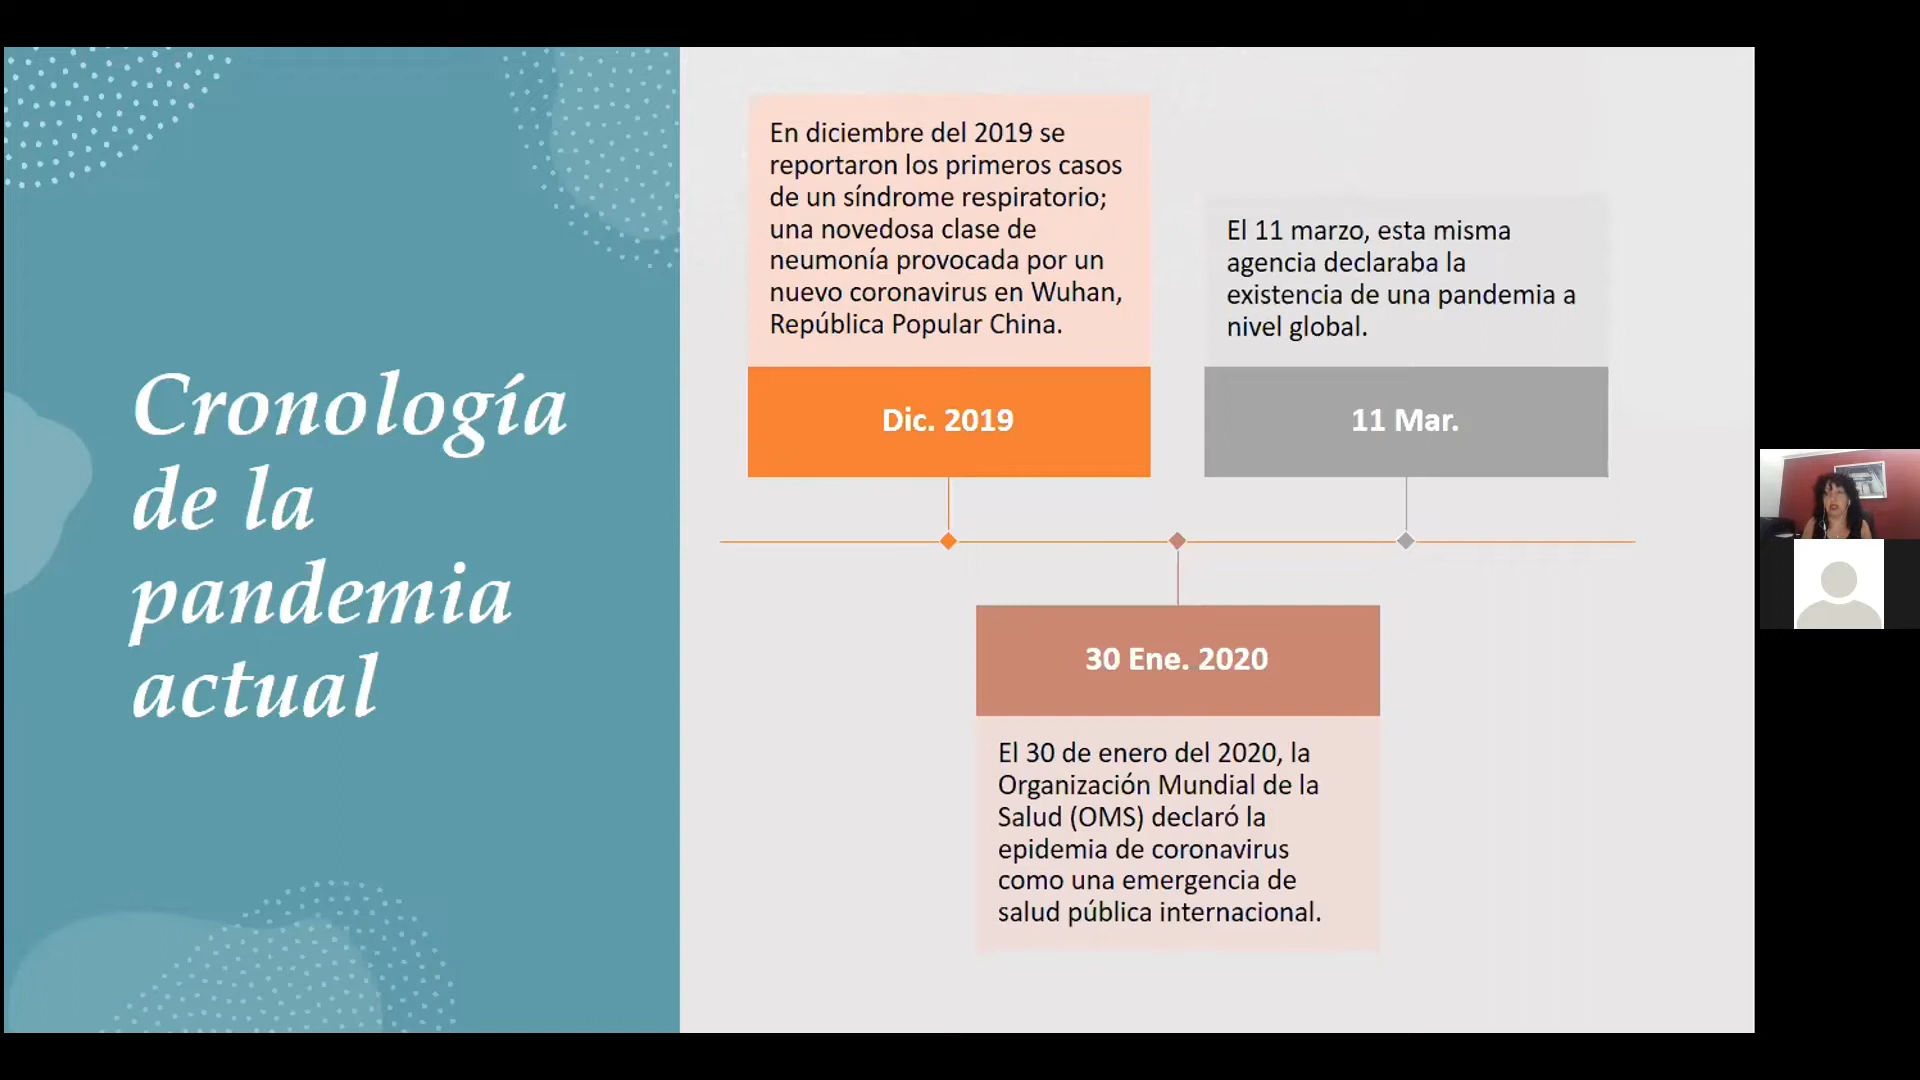 Cronología
de la
pandemia
actual
En diciembre del 2019 se
reportaron los primeros casos
de un síndrome respiratorio;
una novedosa clase de
neumonía provocada por un
nuevo coronavirus en Wuhan,
República Popular China.
Dic. 2019
30 Ene. 2020
El 30 de enero del 2020, la
Organización Mundial de la
Salud (OMS) declaró la
epidemia de coronavirus
como una emergencia de
salud pública internacional.
El 11 marzo, esta misma
agencia declaraba la
existencia de una pandemia a
nivel global.
11 Mar.